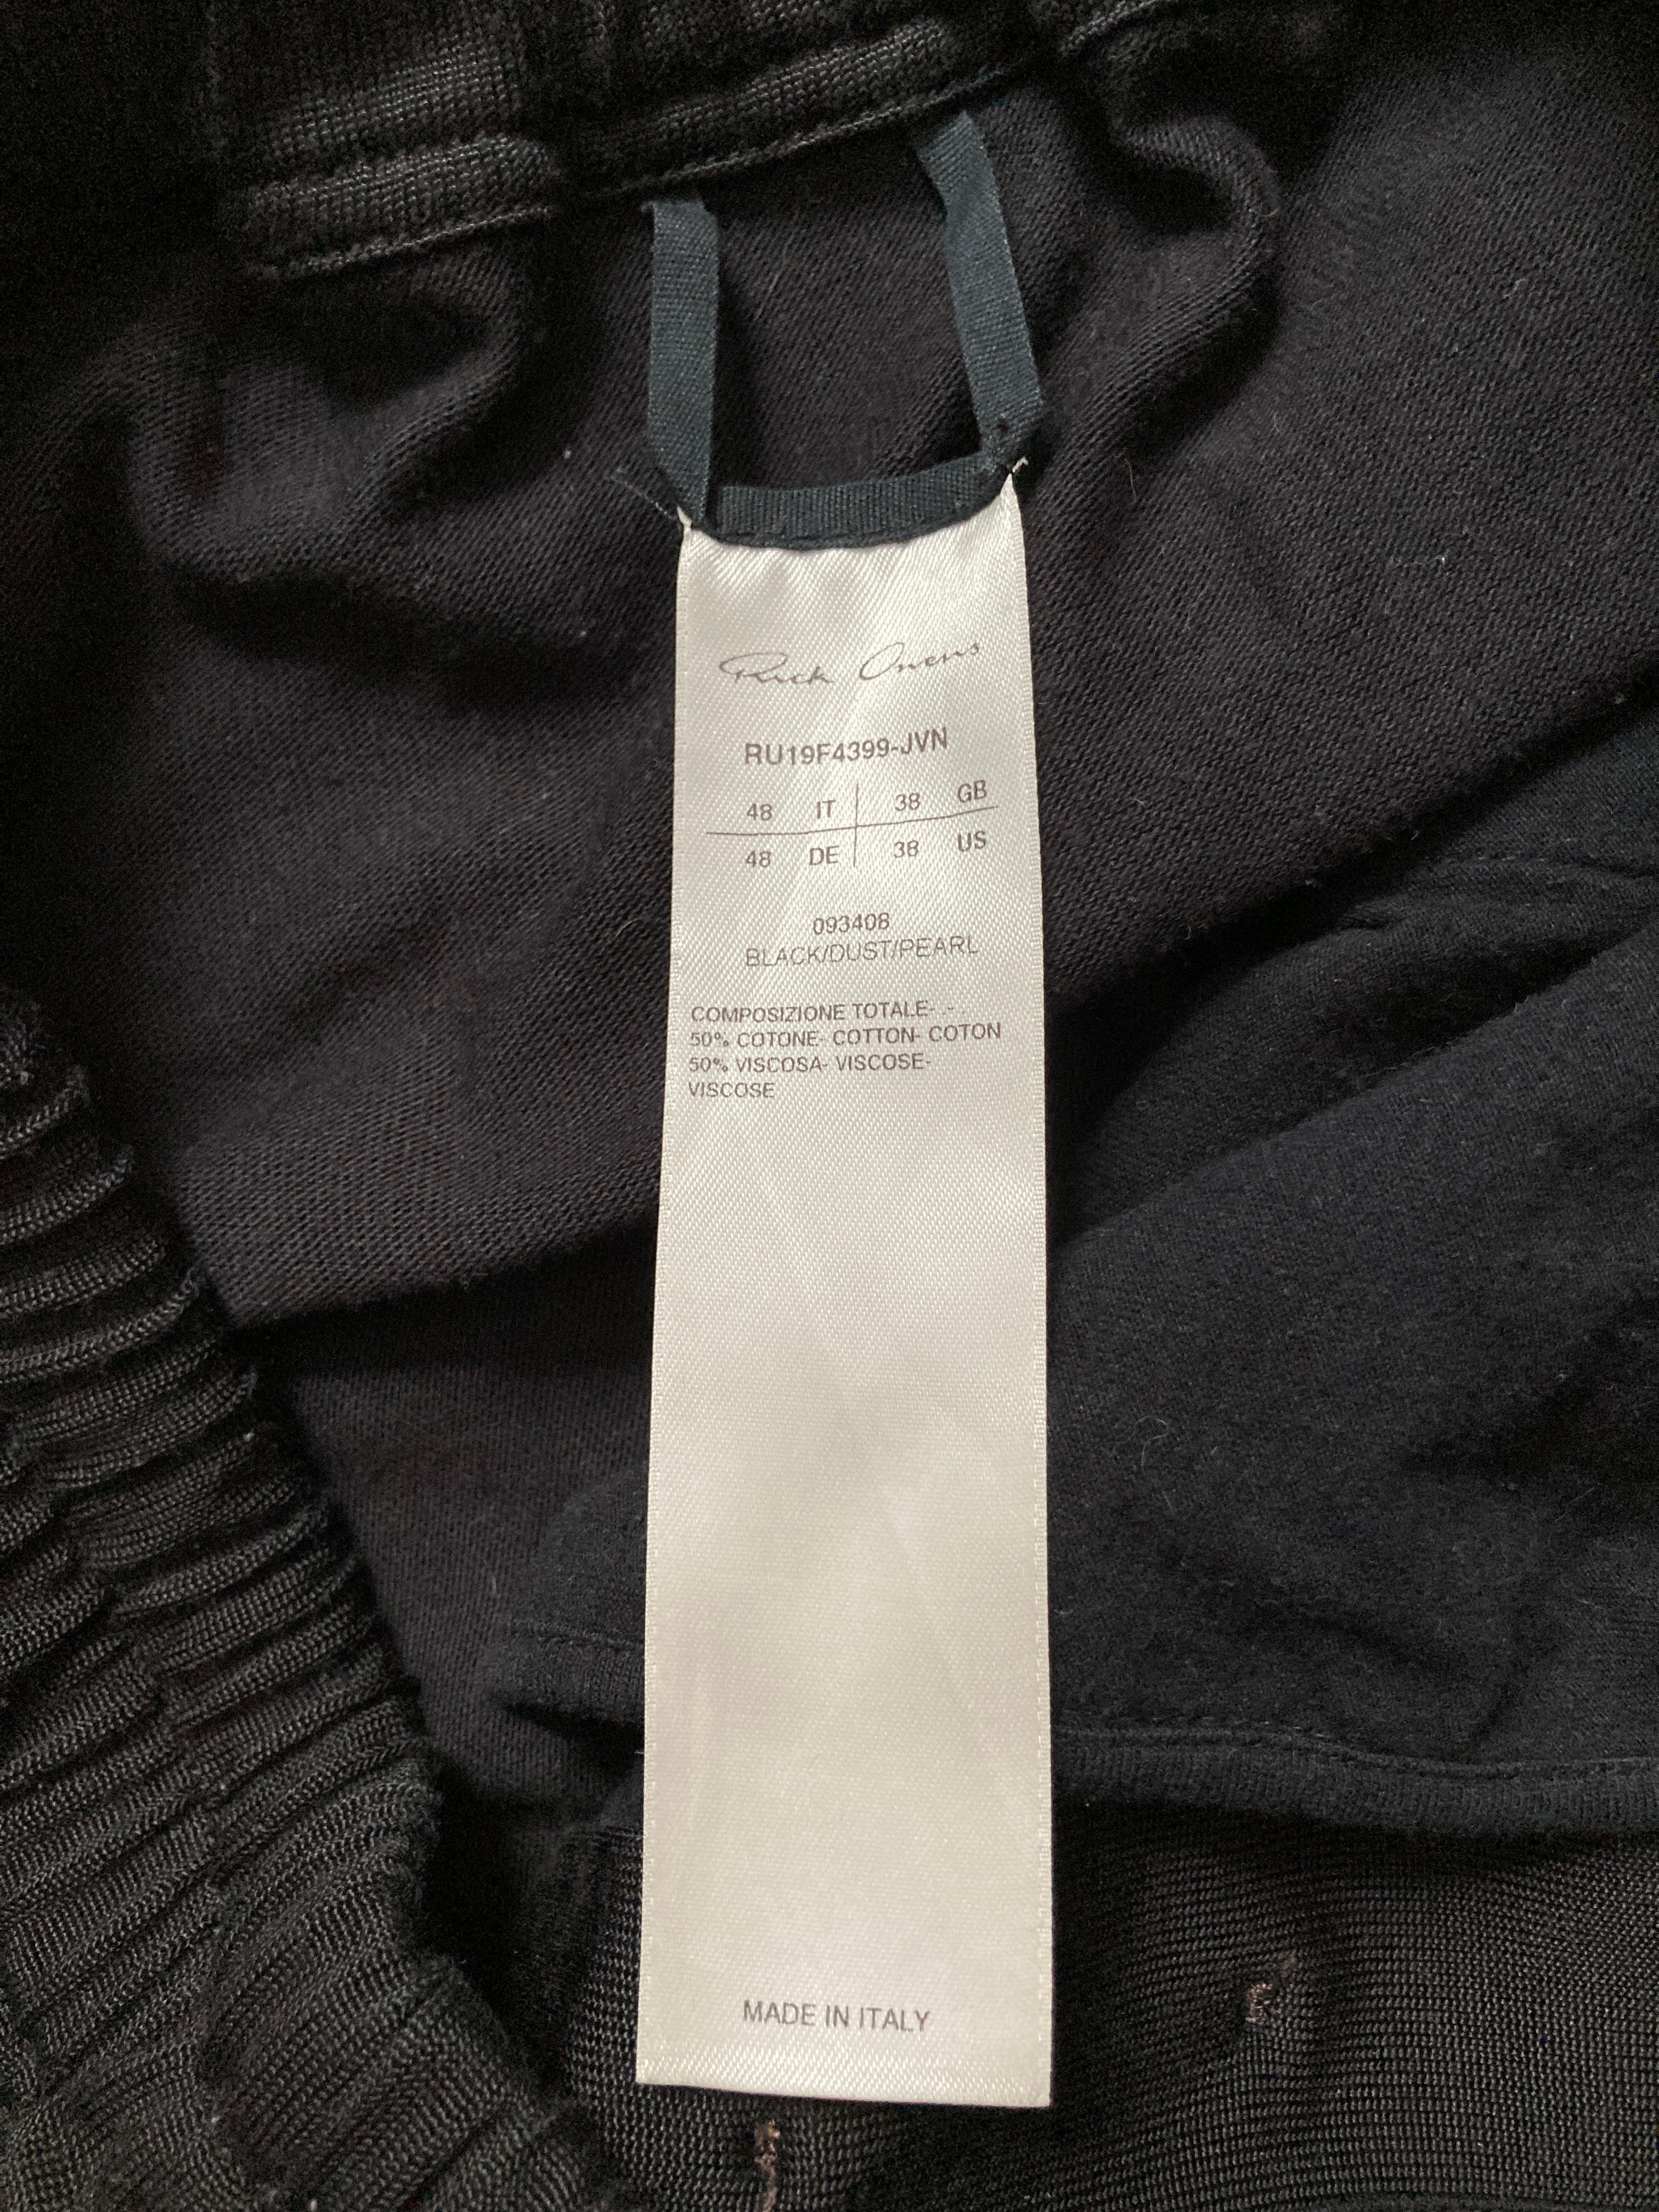 Rick Owens
RU19F4399-JVN
48 IT 38 GB
48 DE 38 US
093408
BLACK/DUST/PEARL
COMPOSIZIONE TOTALE- .- .
50% COTONE- COTTON- COTON
50% VISCOSA- VISCOSE-
VISCOSE
MADE IN ITALY